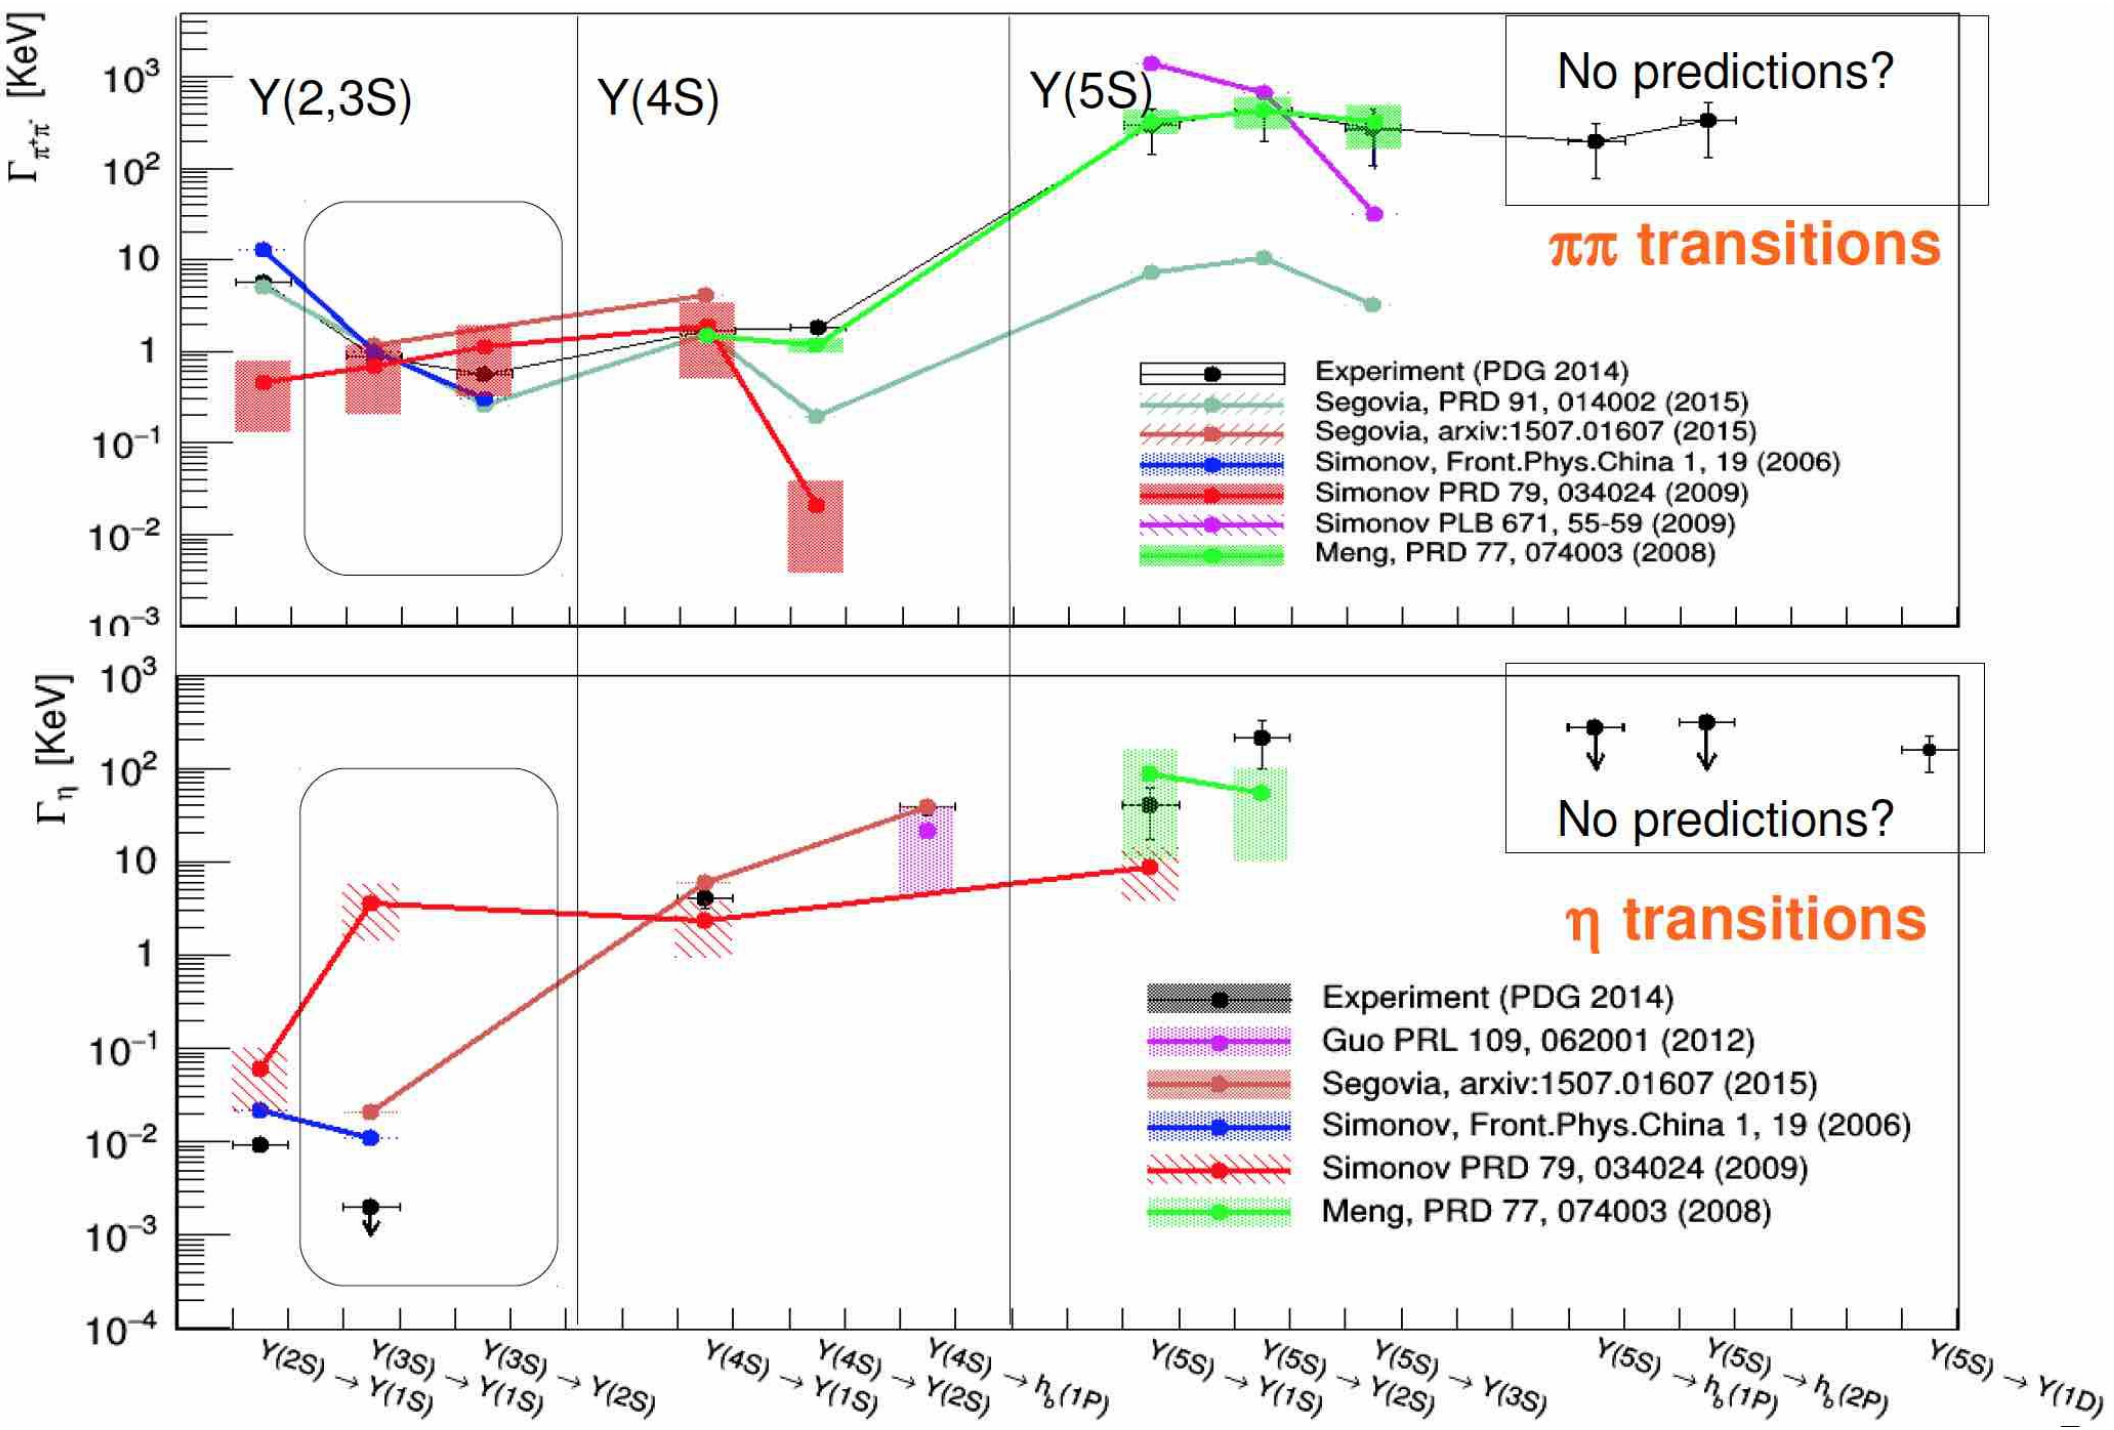 Γπ⁺π⁻ [KeV]
10³
10²
10
1
10⁻¹
10⁻²
10⁻³
Y(2,3S)
Y(4S)
Y(5S)
No predictions?
ππ transitions
Experiment (PDG 2014)
Segovia, PRD 91, 014002 (2015)
Segovia, arxiv:1507.01607 (2015)
Simonov, Front.Phys.China 1, 19 (2006)
Simonov PRD 79, 034024 (2009)
Simonov PLB 671, 55-59 (2009)
Meng, PRD 77, 074003 (2008)
Γη [KeV]
10³
10²
10
1
10⁻¹
10⁻²
10⁻³
10⁻⁴
No predictions?
η transitions
Experiment (PDG 2014)
Guo PRL 109, 062001 (2012)
Segovia, arxiv:1507.01607 (2015)
Simonov, Front.Phys.China 1, 19 (2006)
Simonov PRD 79, 034024 (2009)
Meng, PRD 77, 074003 (2008)
Y(2S) → Y(1S)
Y(3S) → Y(1S)
Y(3S) → Y(2S)
Y(4S) → Y(1S)
Y(4S) → Y(2S)
Y(4S) → h_b(1P)
Y(5S) → Y(1S)
Y(5S) → Y(2S)
Y(5S) → Y(3S)
Y(5S) → h_b(1P)
Y(5S) → h_b(2P)
Y(5S) → Y(1D)